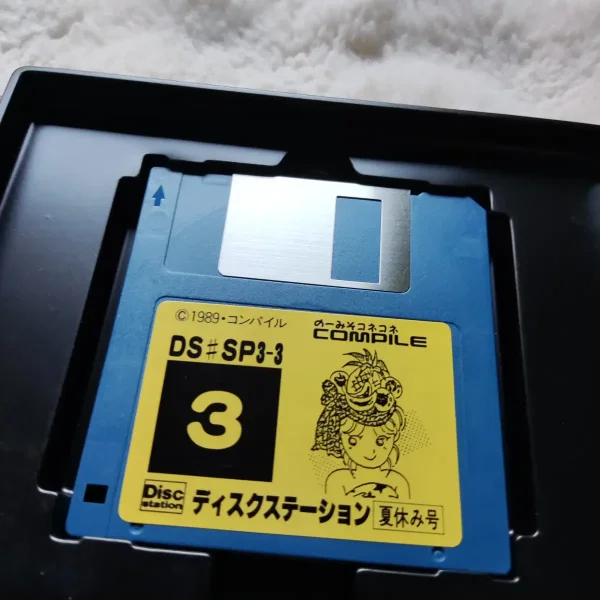 ©1989・コンパイル
のーみそコネコネ
COMPILE
DS♯SP3-3
3
Disc station
ディスクステーション
夏休み号